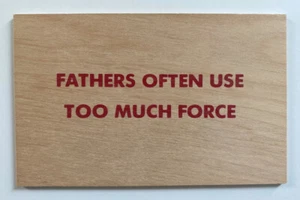 FATHERS OFTEN USE
TOO MUCH FORCE